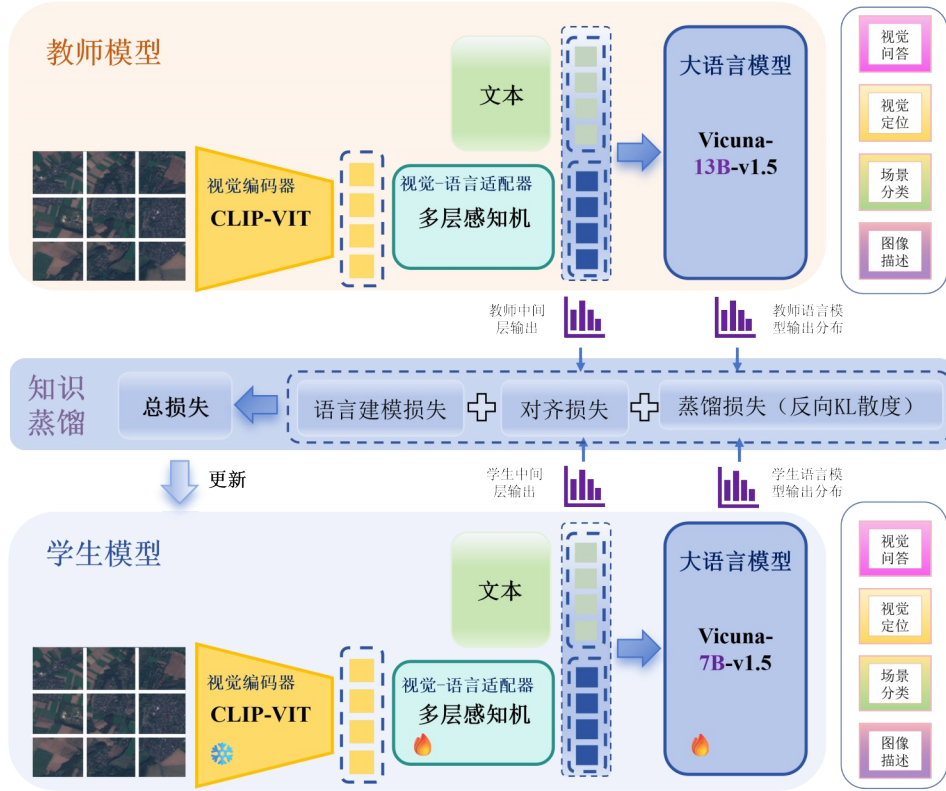 教师模型
视觉编码器
CLIP-VIT
文本
视觉-语言适配器
多层感知机
大语言模型
Vicuna-
13B-v1.5
视觉
问答
视觉
定位
场景
分类
图像
描述
教师中间
层输出
教师语言模
型输出分布
知识
蒸馏
总损失
语言建模损失
对齐损失
蒸馏损失（反向KL散度）
更新
学生中间
层输出
学生语言模
型输出分布
学生模型
视觉编码器
CLIP-VIT
文本
视觉-语言适配器
多层感知机
大语言模型
Vicuna-
7B-v1.5
视觉
问答
视觉
定位
场景
分类
图像
描述